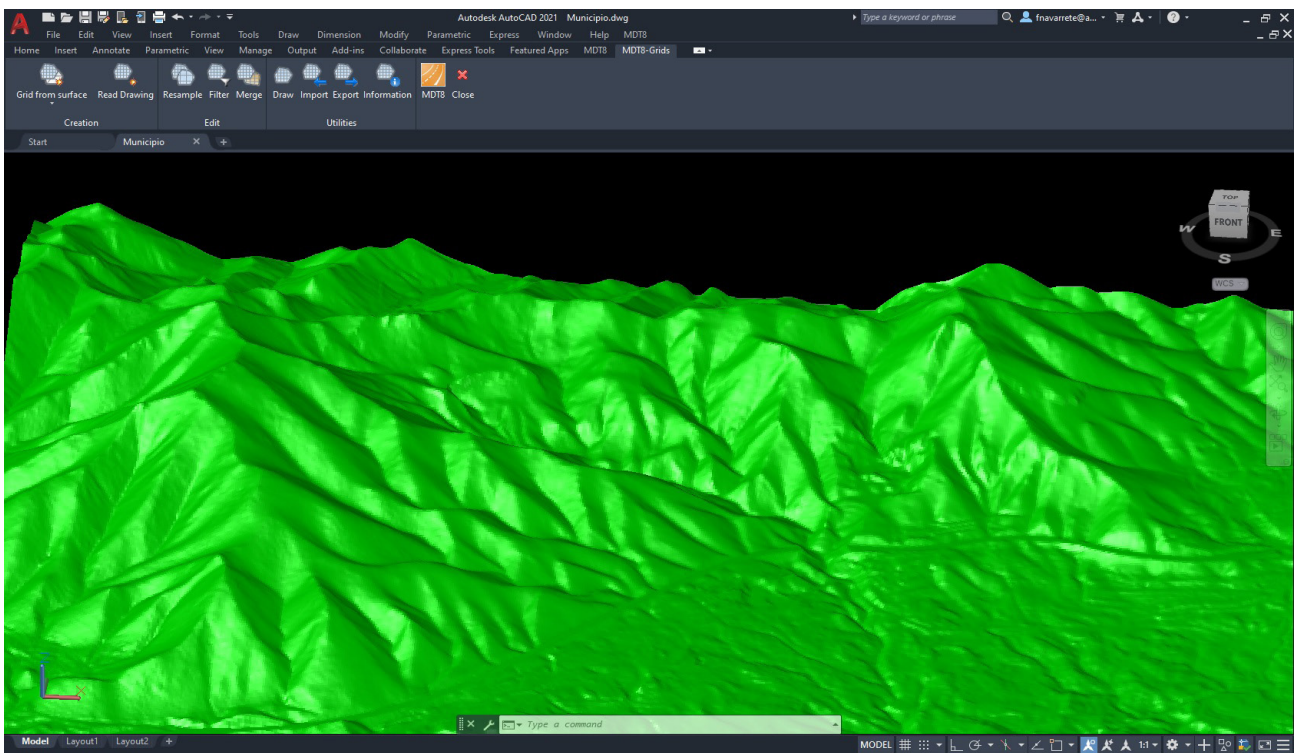 Autodesk AutoCAD 2021 Municipio.dwg
Type a keyword or phrase
fnavarrete@a...
File Edit View Insert Format Tools Draw Dimension Modify Parametric Express Window Help MDT8
Home Insert Annotate Parametric View Manage Output Add-ins Collaborate Express Tools Featured Apps MDT8 MDT8-Grids
Grid from surface Read Drawing Resample Filter Merge Draw Import Export Information MDT8 Close
Creation Edit Utilities
Start Municipio
TOP
FRONT
W E
S
WCS
X
Type a command
Model Layout1 Layout2 +
MODEL 1:1